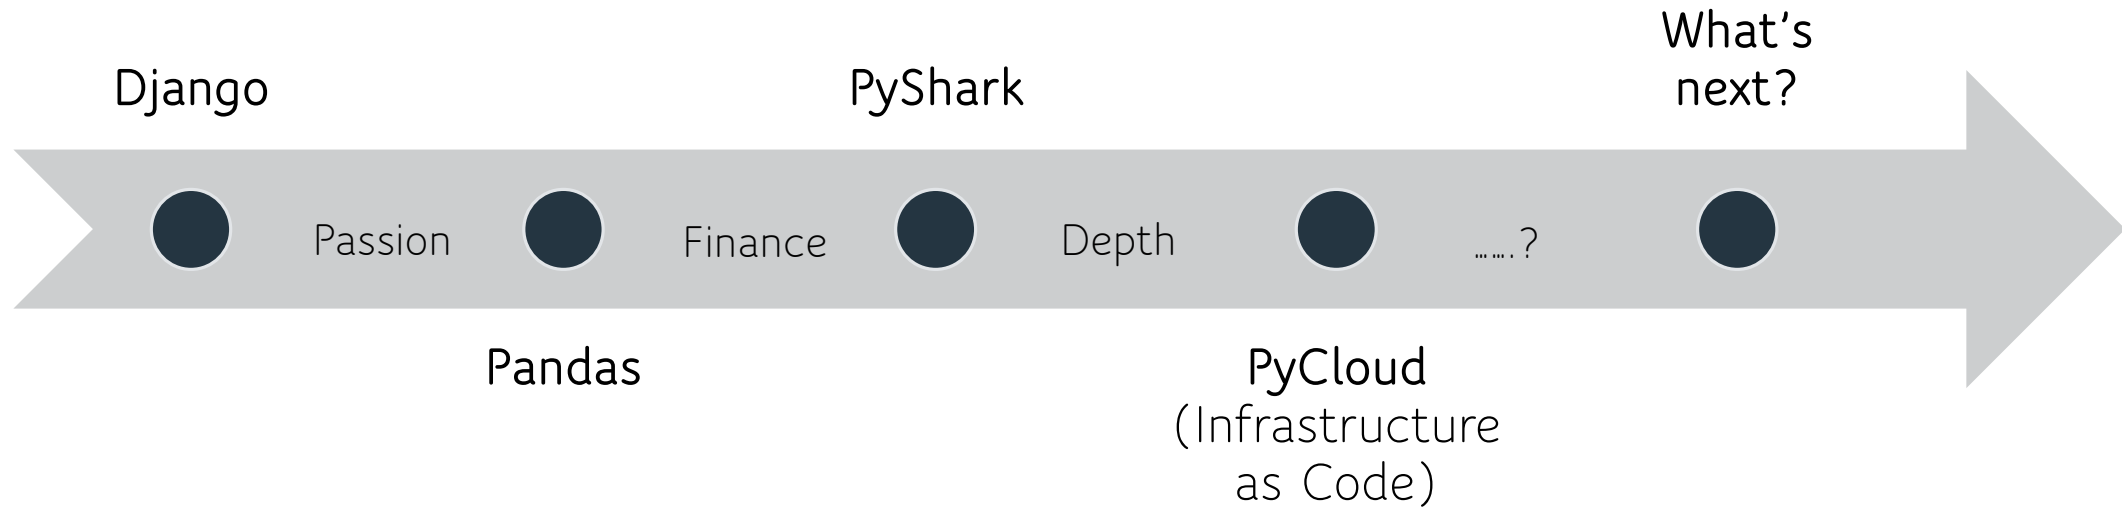 Django
PyShark
What's
next?
Passion
Finance
Depth
.......?
Pandas
PyCloud
(Infrastructure
as Code)